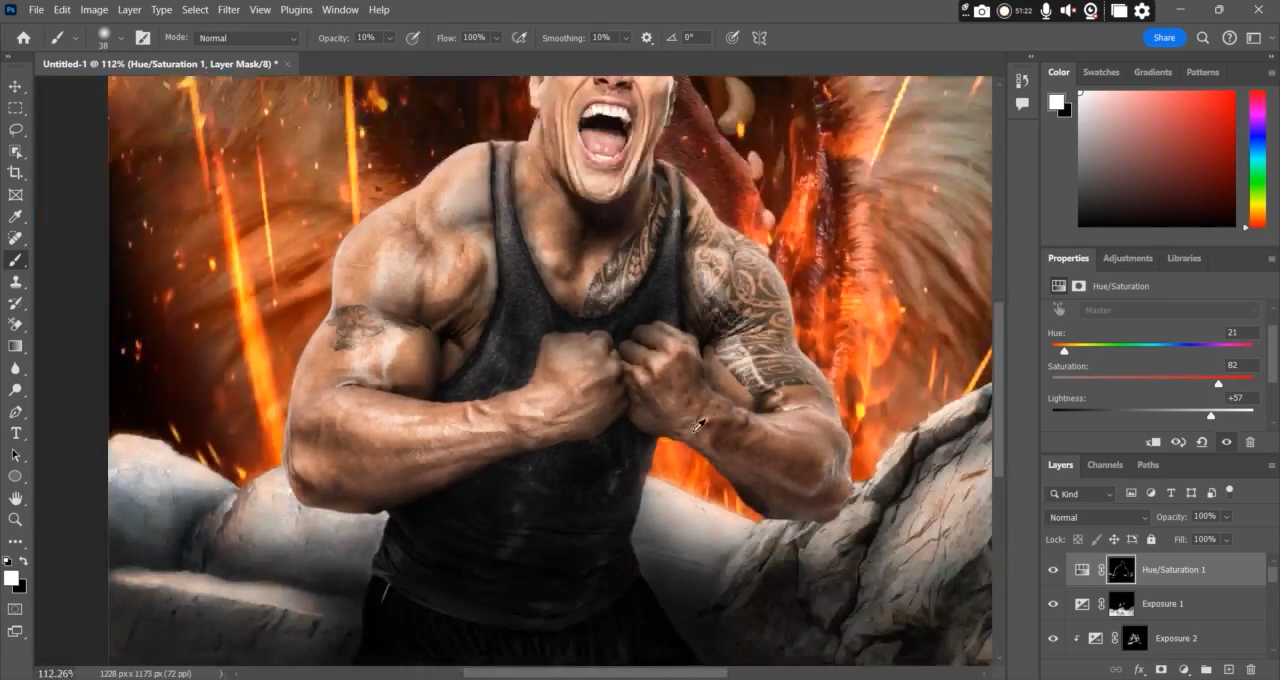 Ps File Edit Image Layer Type Select Filter View Plugins Window Help
51:22
38 Mode: Normal Opacity: 10% Flow: 100% Smoothing: 10% 0° Share
Untitled-1 @ 112% (Hue/Saturation 1, Layer Mask/8) *
Color Swatches Gradients Patterns
Properties Adjustments Libraries
Hue/Saturation
Master
Hue: 21
Saturation: 82
Lightness: +57
Layers Channels Paths
Kind
Normal Opacity: 100%
Lock: Fill: 100%
Hue/Saturation 1
Exposure 1
Exposure 2
112.26% 1228 px x 1173 px (72 ppi)